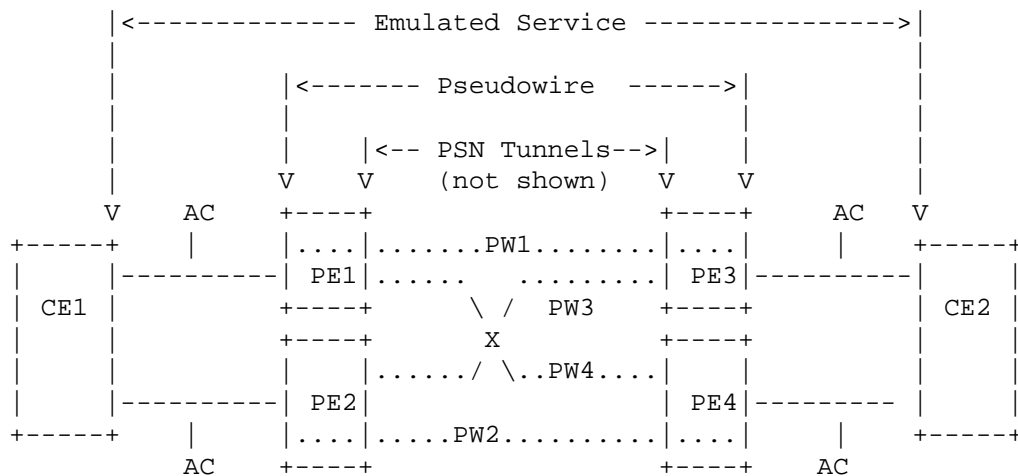 |<-------------- Emulated Service ---------------->|
|                                                  |
|          |<------- Pseudowire  ------>|          |
|          |                            |          |
|          |    |<-- PSN Tunnels-->|    |          |
|          V    V    (not shown)   V    V          |
V    AC    +----+                  +----+     AC   V
+-----+    |     |....|.......PW1........|....|     |    +-----+
|     |----------| PE1|......   .........| PE3|----------|     |
| CE1 |          +----+      \ /  PW3    +----+          | CE2 |
|     |          +----+       X          +----+          |     |
|     |          |    |....../ \..PW4....|    |          |     |
|     |----------| PE2|                  | PE4|--------- |     |
+-----+    |     |....|.....PW2..........|....|     |    +-----+
AC    +----+                  +----+    AC